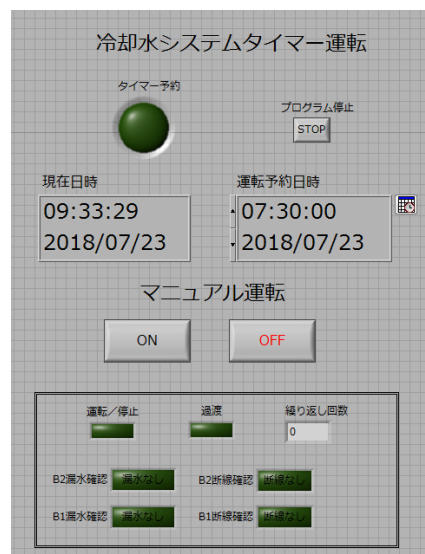 冷却水システムタイマー運転
タイマー予約
プログラム停止
STOP
現在日時
運転予約日時
09:33:29
2018/07/23
07:30:00
2018/07/23
マニュアル運転
ON
OFF
運転／停止
過渡
繰り返し回数
0
B2漏水確認
漏水なし
B2断線確認
断線なし
B1漏水確認
漏水なし
B1断線確認
断線なし